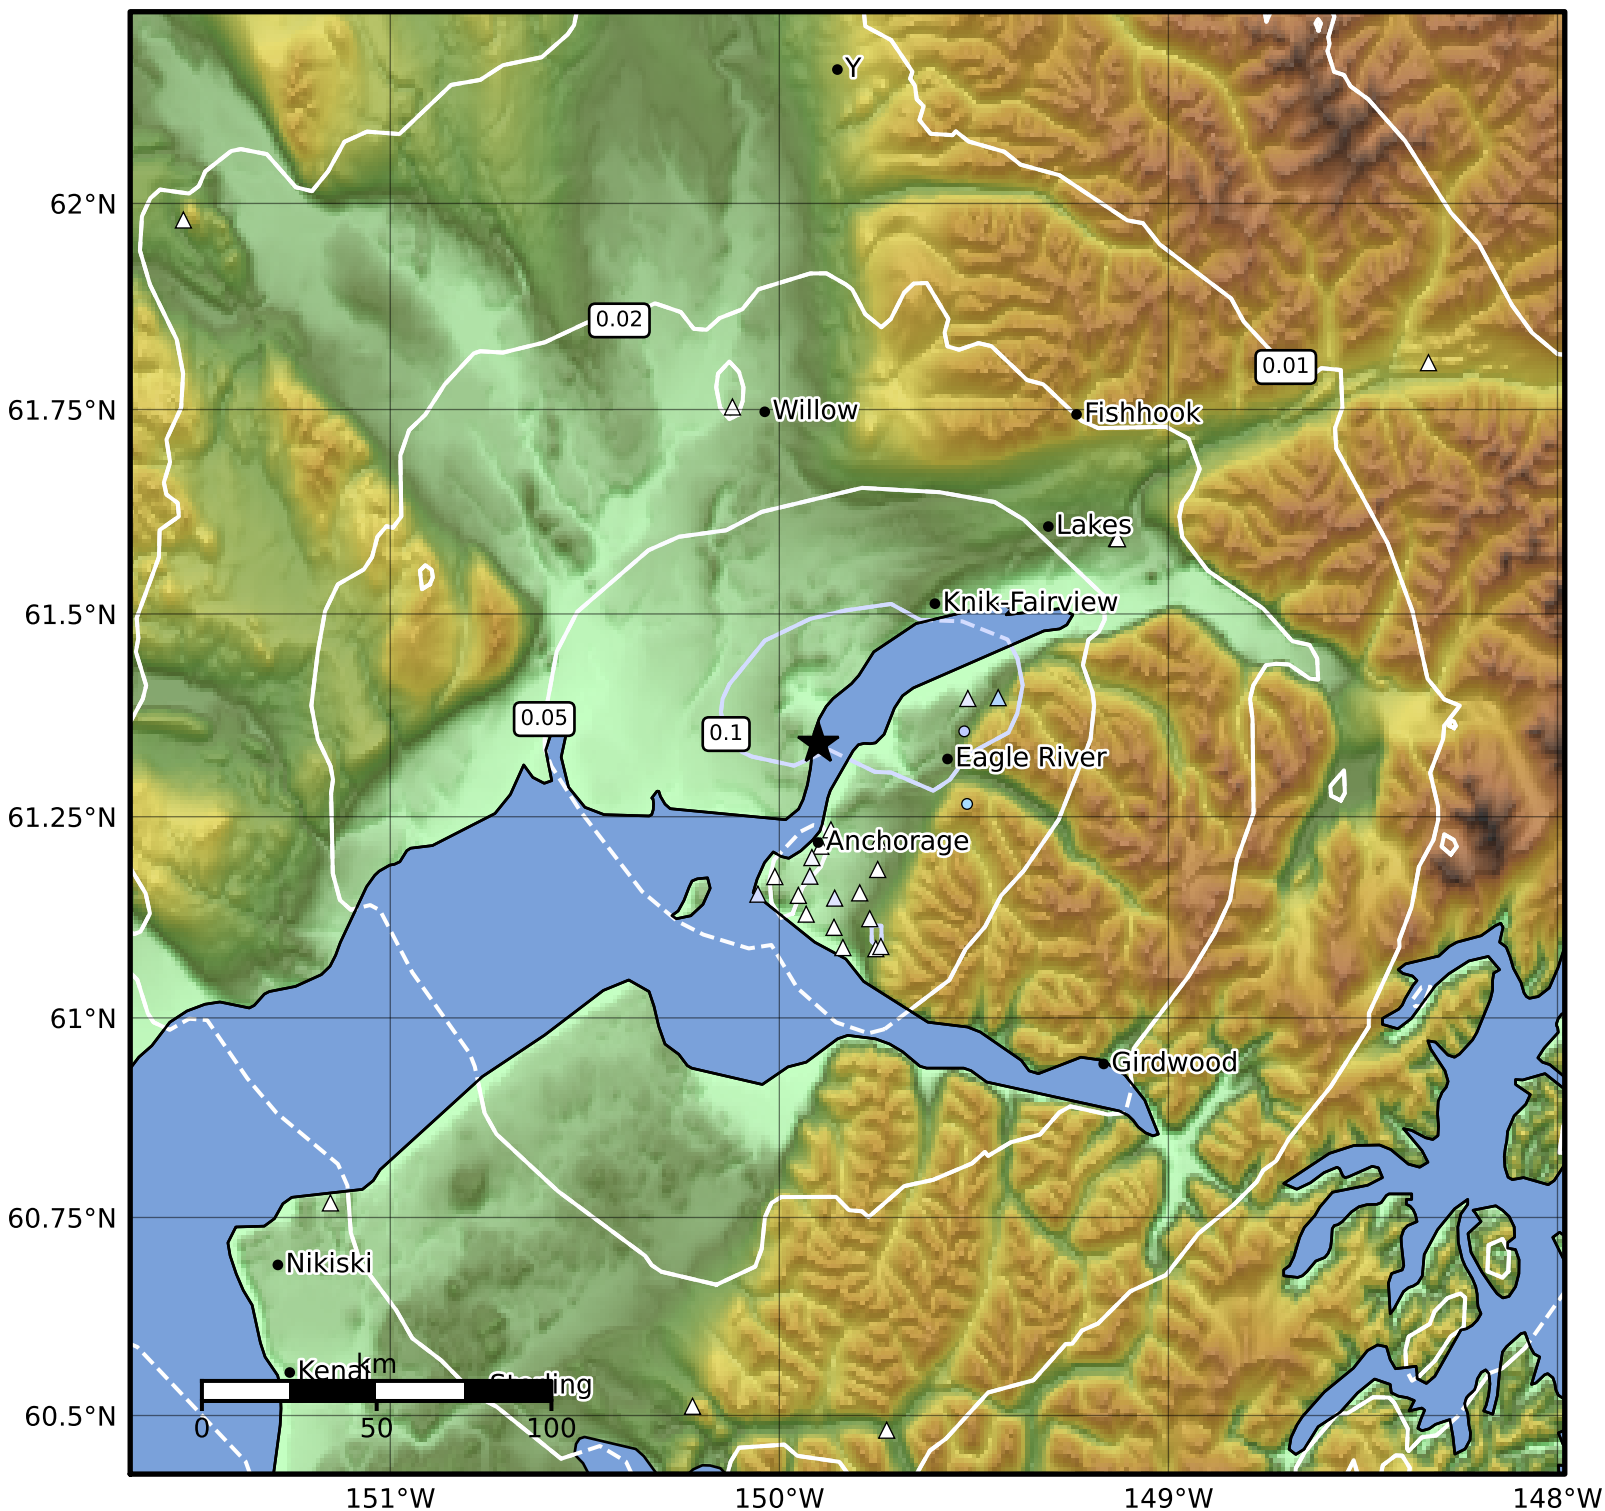 Y
62°N
0.02
0.01
61.75°N
Willow
Fishhook
Lakes
61.5°N
Knik-Fairview
0.05
0.1
Eagle River
61.25°N
Anchorage
61°N
Girdwood
60.75°N
Nikiski
Kenai
km
Sterling
60.5°N
0 50 100
151°W 150°W 149°W 148°W